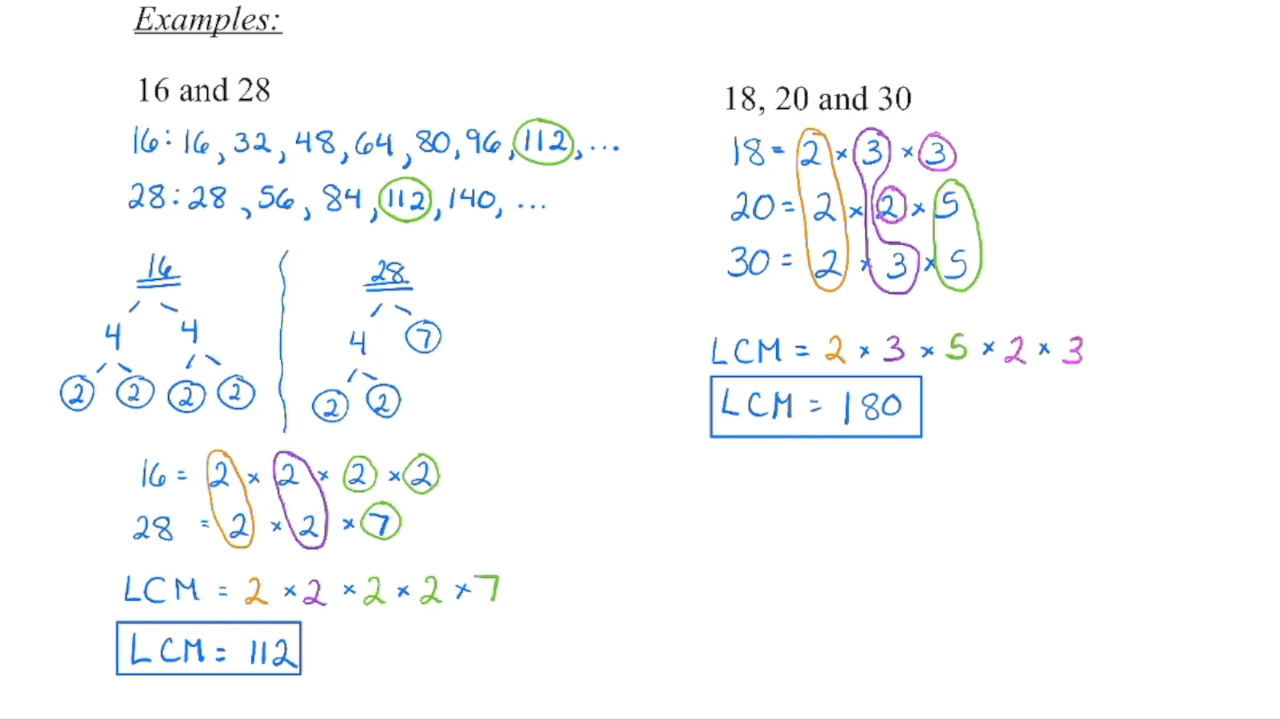 Examples:
16 and 28
16: 16, 32, 48, 64, 80, 96, 112, ...
28: 28, 56, 84, 112, 140, ...
16
4 4
2 2 2 2
28
4 7
2 2
16 = 2 × 2 × 2 × 2
28 = 2 × 2 × 7
LCM = 2 × 2 × 2 × 2 × 7
LCM = 112
18, 20 and 30
18 = 2 × 3 × 3
20 = 2 × 2 × 5
30 = 2 × 3 × 5
LCM = 2 × 3 × 5 × 2 × 3
LCM = 180